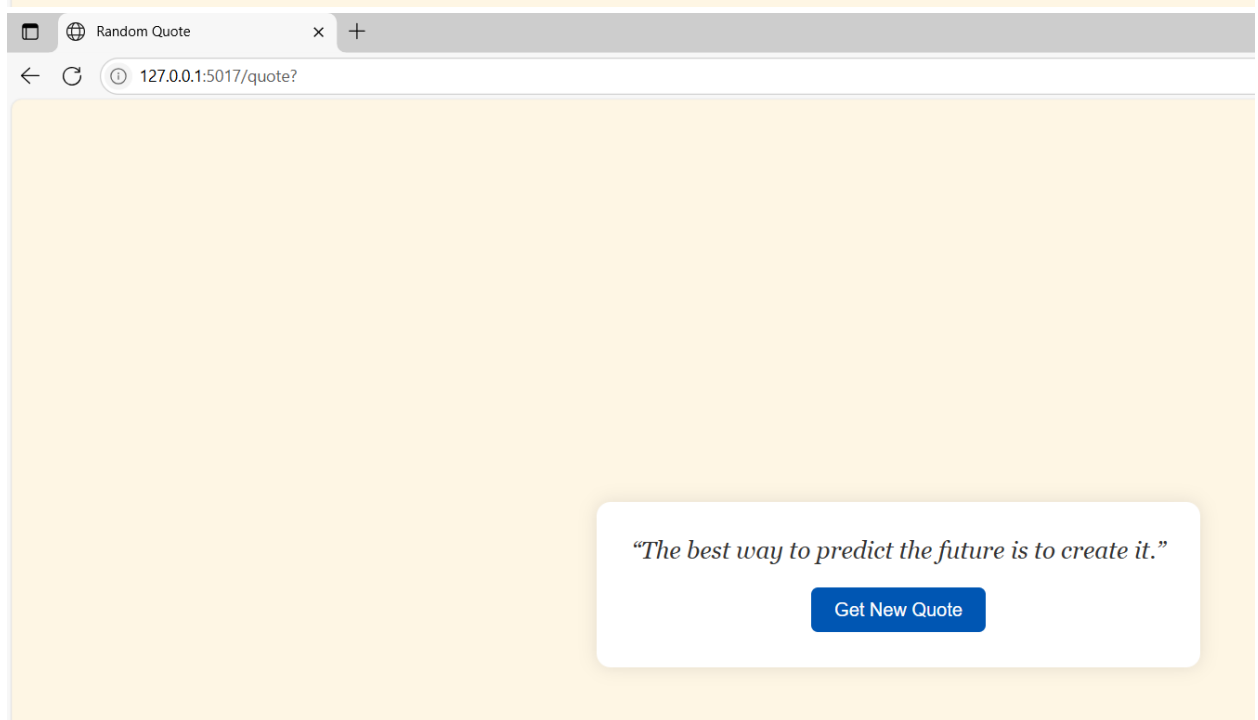 Random Quote
127.0.0.1:5017/quote?
“The best way to predict the future is to create it.”
Get New Quote